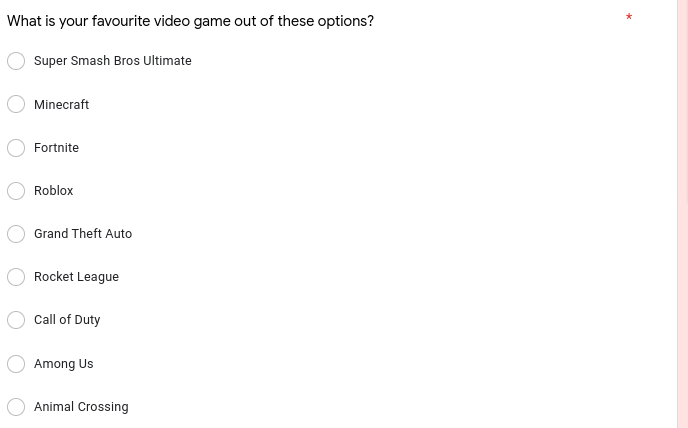 What is your favourite video game out of these options? *
Super Smash Bros Ultimate
Minecraft
Fortnite
Roblox
Grand Theft Auto
Rocket League
Call of Duty
Among Us
Animal Crossing